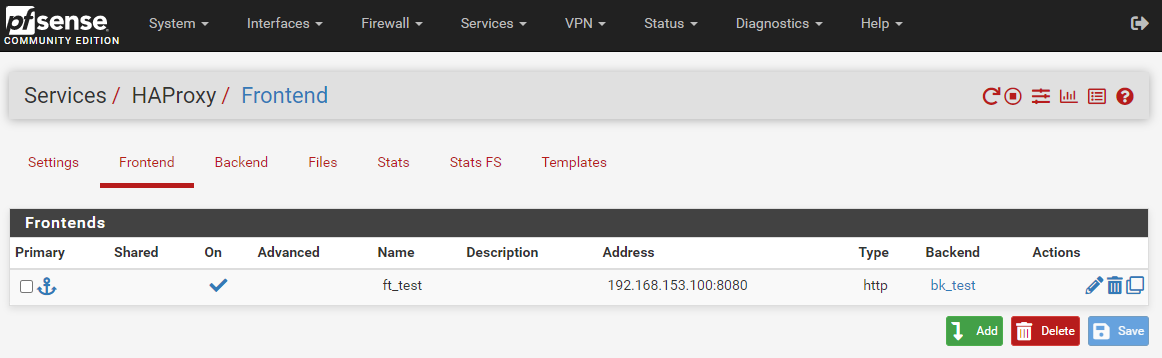 pfsense System Interfaces Firewall Services VPN Status Diagnostics Help
COMMUNITY EDITION
Services / HAProxy / Frontend
Settings Frontend Backend Files Stats Stats FS Templates
Frontends
Primary Shared On Advanced Name Description Address Type Backend Actions
ft_test 192.168.153.100:8080 http bk_test
Add Delete Save